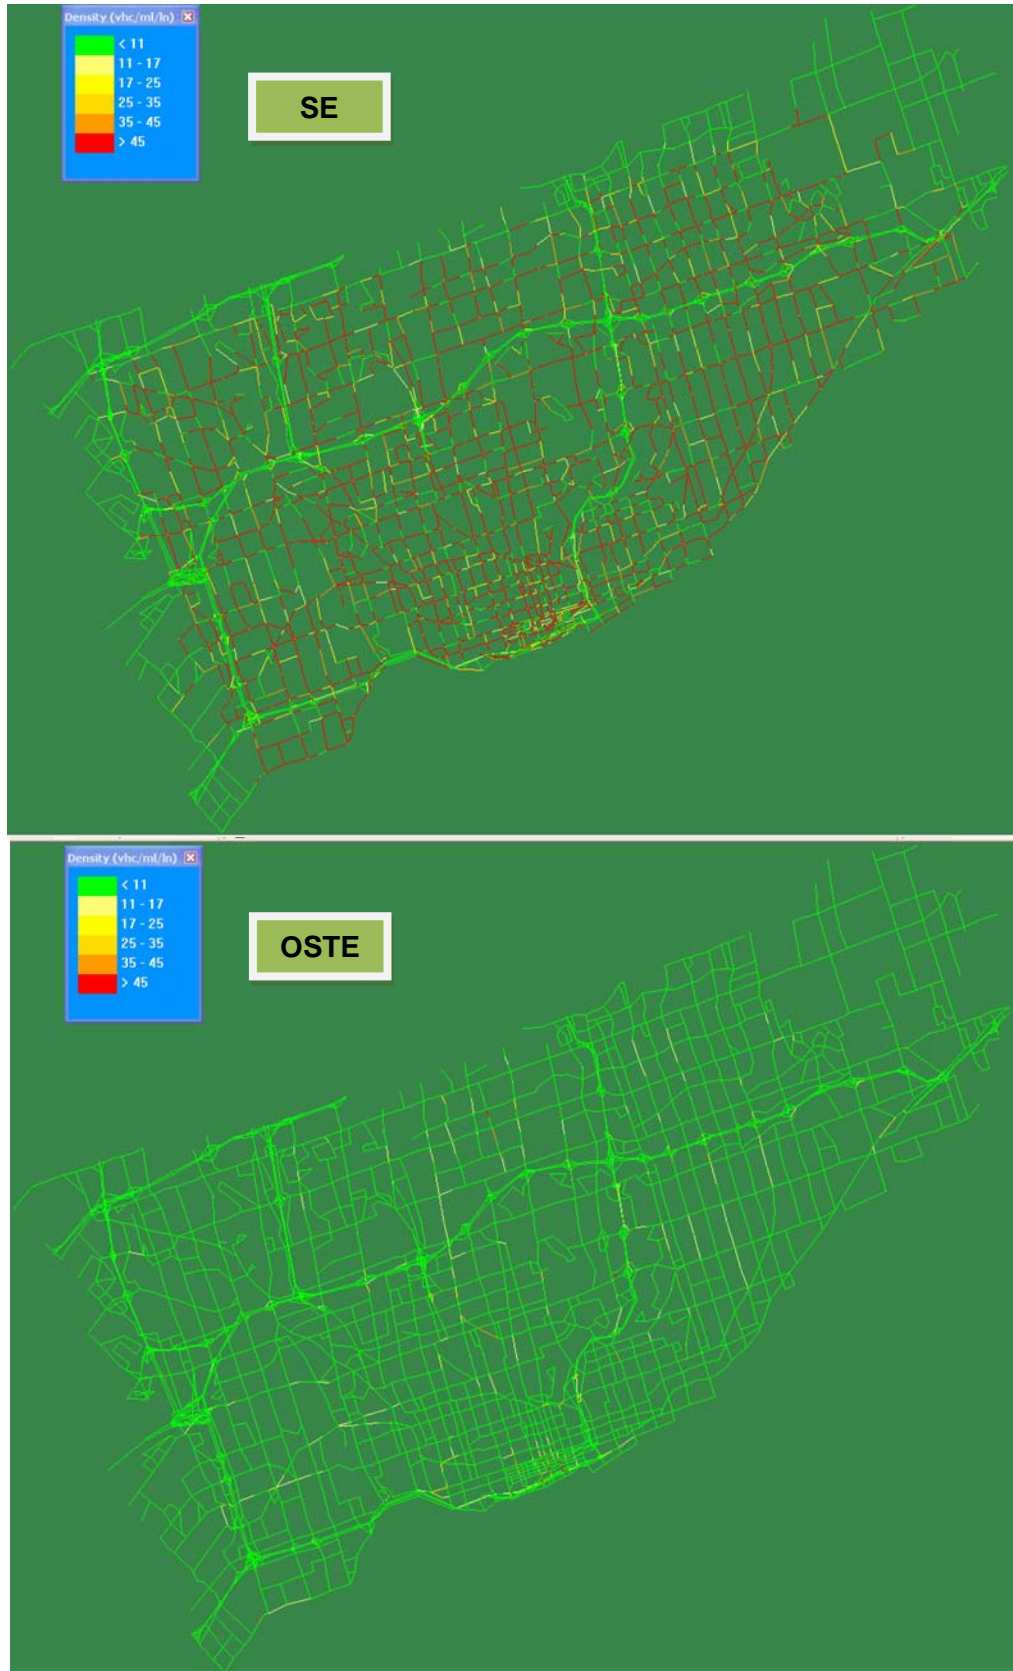 Density (vhc/ml/ln)
< 11
11 - 17
17 - 25
25 - 35
35 - 45
> 45
SE
Density (vhc/ml/ln)
< 11
11 - 17
17 - 25
25 - 35
35 - 45
> 45
OSTE